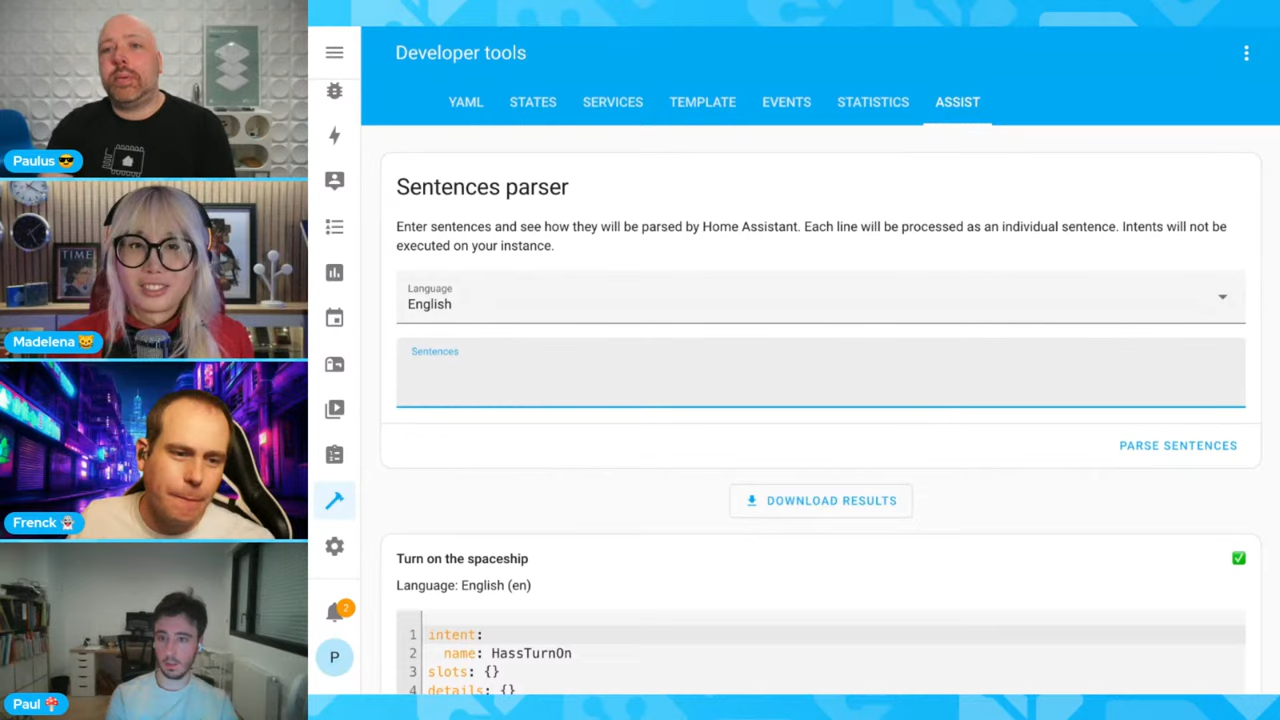 Paulus 😎
TIME
Madelena 😺
Frenck 👻
Paul 🍄
Developer tools
YAML STATES SERVICES TEMPLATE EVENTS STATISTICS ASSIST
Sentences parser
Enter sentences and see how they will be parsed by Home Assistant. Each line will be processed as an individual sentence. Intents will not be
executed on your instance.
Language
English
Sentences
PARSE SENTENCES
DOWNLOAD RESULTS
Turn on the spaceship ✅
Language: English (en)
1 intent:
2 name: HassTurnOn
3 slots: {}
4 details: {}
2
P